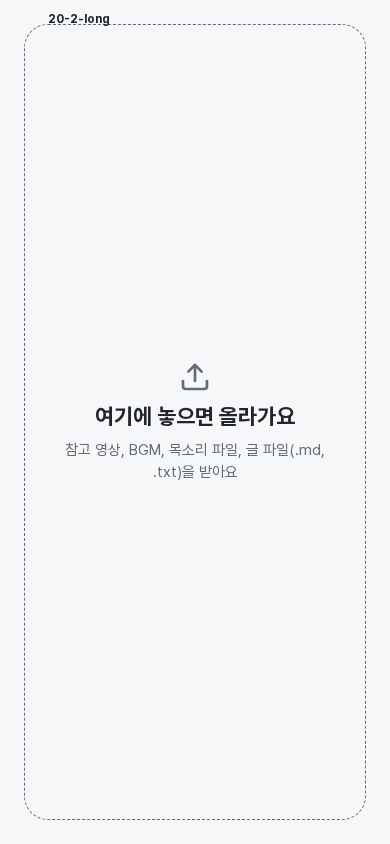 20-2-long
여기에 놓으면 올라가요
참고 영상, BGM, 목소리 파일, 글 파일(.md,
.txt)을 받아요